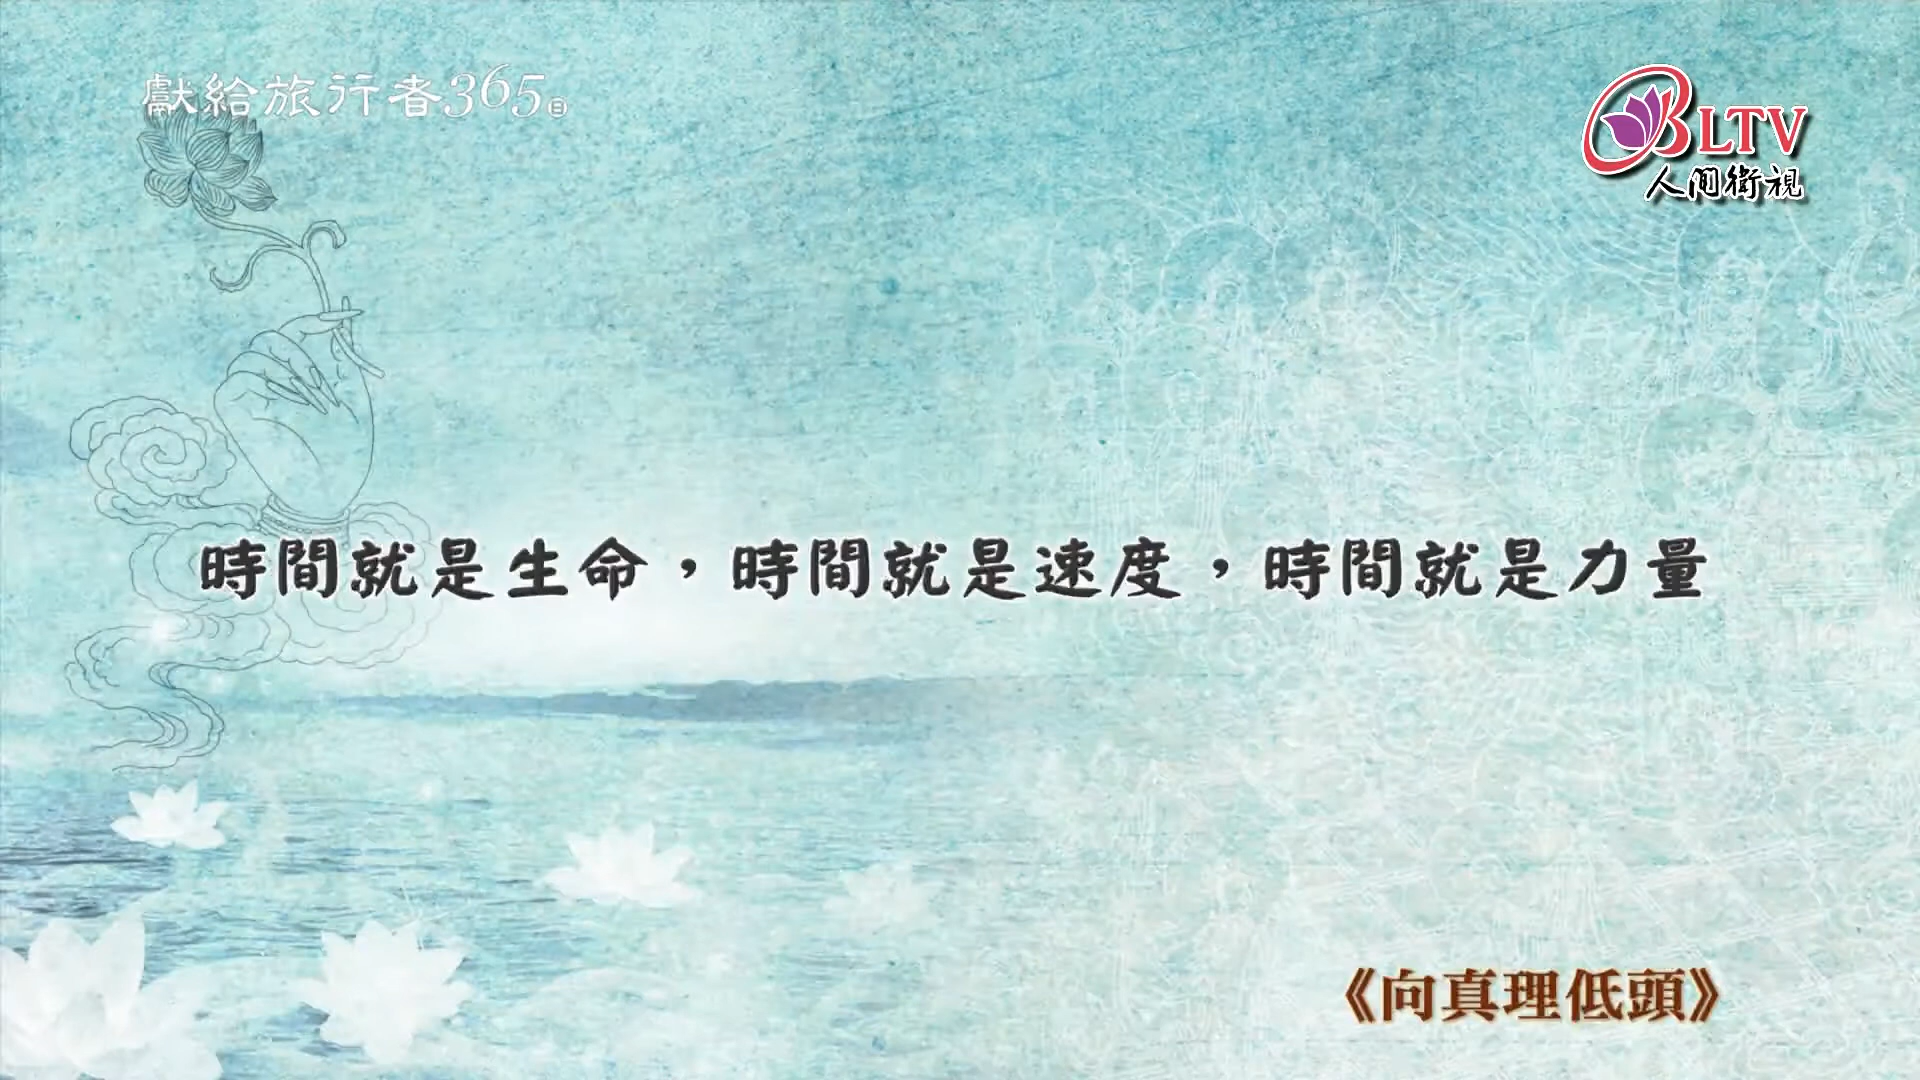 獻給旅行者365日
BLTV
人間衛視
時間就是生命，時間就是速度，時間就是力量
《向真理低頭》